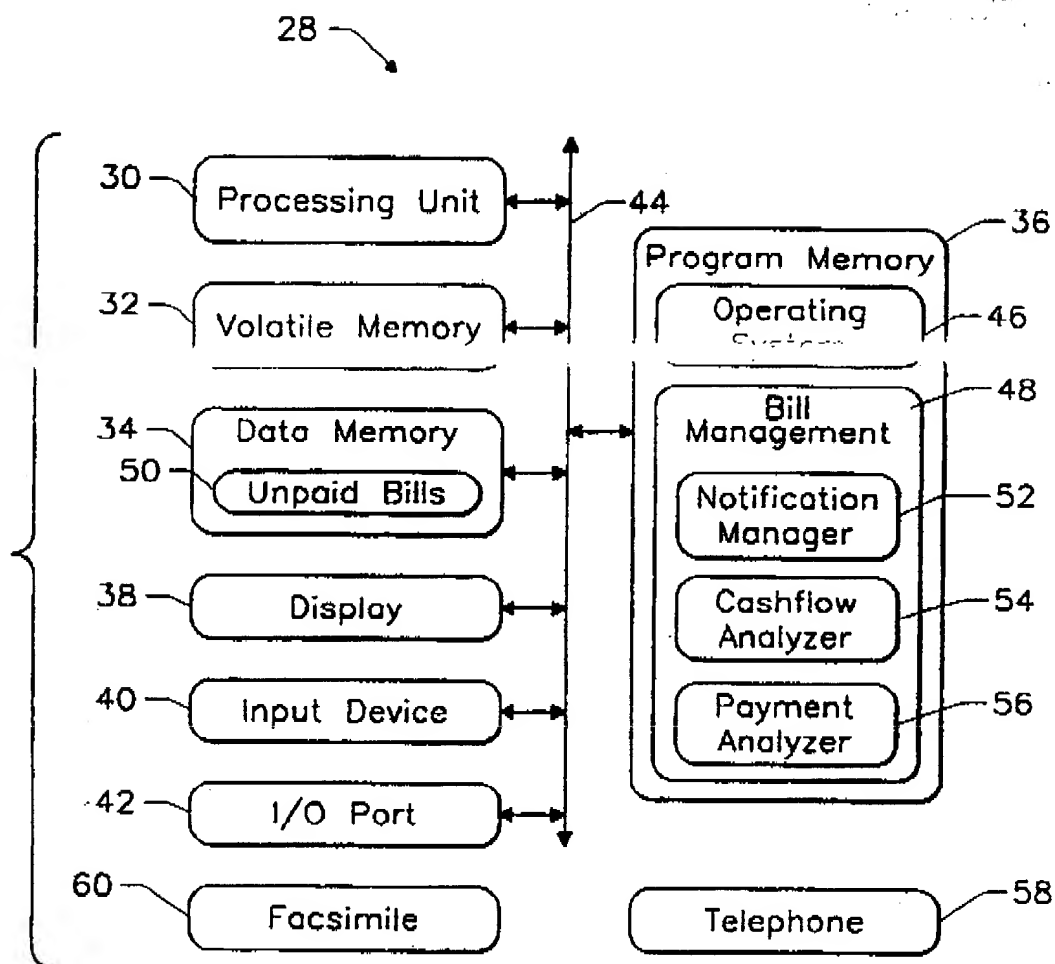 28
30
Processing Unit
44
36
Program Memory
32
Volatile Memory
Operating
System
46
34
Data Memory
50
Unpaid Bills
48
Bill
Management
Notification
Manager
52
38
Display
Cashflow
Analyzer
54
40
Input Device
Payment
Analyzer
56
42
I/O Port
60
Facsimile
Telephone
58